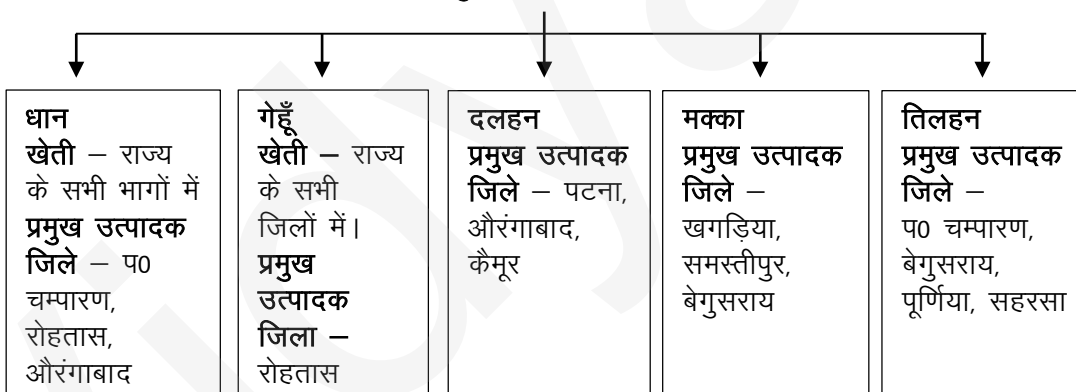 धान
खेती – राज्य
के सभी भागों में
प्रमुख उत्पादक
जिले – प0
चम्पारण,
रोहतास,
औरंगाबाद
गेहूँ
खेती – राज्य
के सभी
जिलों में।
प्रमुख
उत्पादक
जिला –
रोहतास
दलहन
प्रमुख उत्पादक
जिले – पटना,
औरंगाबाद,
कैमूर
मक्का
प्रमुख उत्पादक
जिले –
खगड़िया,
समस्तीपुर,
बेगुसराय
तिलहन
प्रमुख उत्पादक
जिले –
प0 चम्पारण,
बेगुसराय,
पूर्णिया, सहरसा